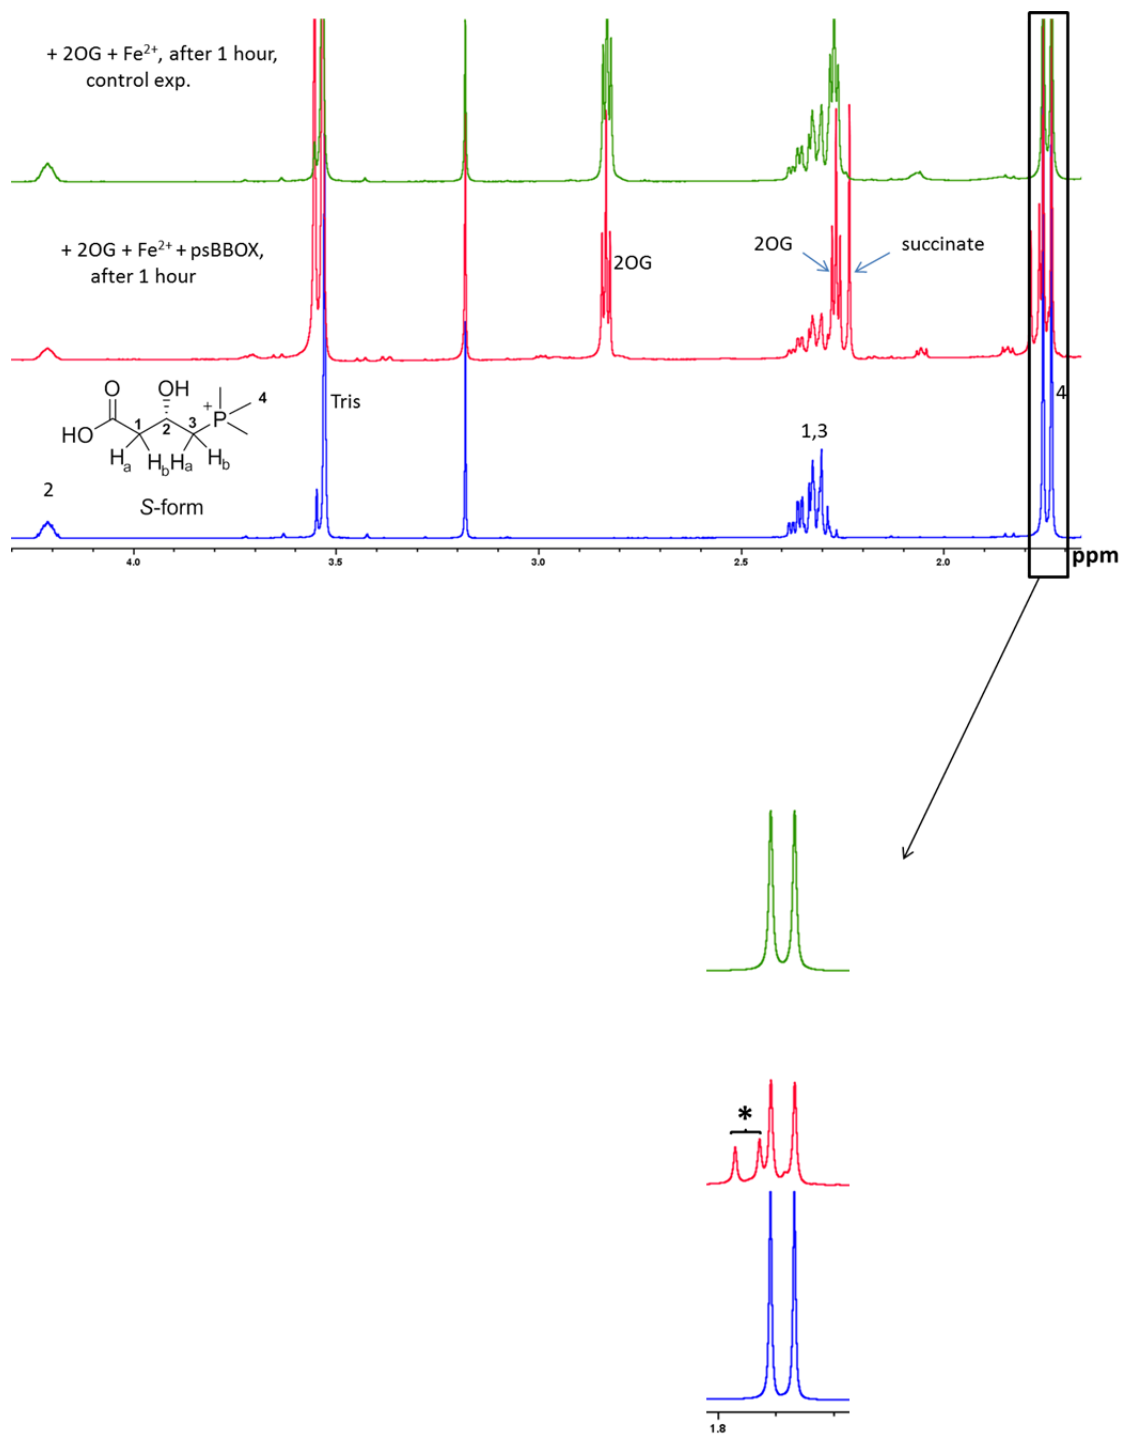 + 2OG + Fe²⁺, after 1 hour,
control exp.
+ 2OG + Fe²⁺ + psBBOX,
after 1 hour
2OG
2OG
succinate
O
OH
+
P
4
HO
1
2
3
Hₐ
H_b
Hₐ
H_b
S-form
Tris
1,3
4
2
4.0
3.5
3.0
2.5
2.0
ppm
*
1.8